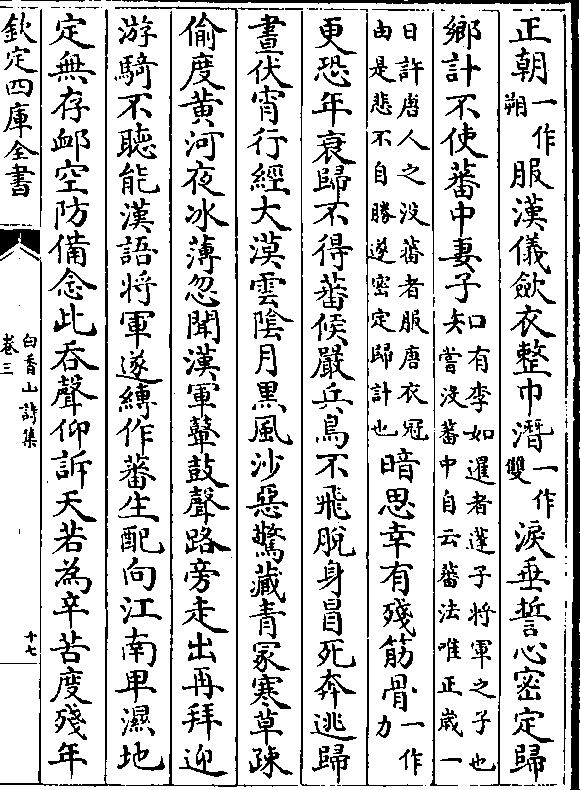 正朝一作朔服漢儀歛衣整巾潛一作雙淚垂誓心密定歸
鄉計不使蕃中妻子知有李如暹者蓬子將軍之子也嘗没蕃中自云蕃法唯正歲一
日許唐人之没蕃者服唐衣冠由是悲不自勝遂密定歸計也暗思幸有殘筋骨一作力
更恐年衰歸不得蕃候嚴兵鳥不飛脫身冒死奔逃歸
晝伏宵行經大漠雲陰月黑風沙惡驚藏青冢寒草疎
偷度黃河夜冰薄忽聞漢軍鼙鼓聲路旁走出再拜迎
游騎不聽能漢語將軍遂縛作蕃生配向江南卑濕地
定無存卹空防備念此吞聲仰訴天若為辛苦度殘年
欽定四庫全書
白香山詩集
卷三
十七